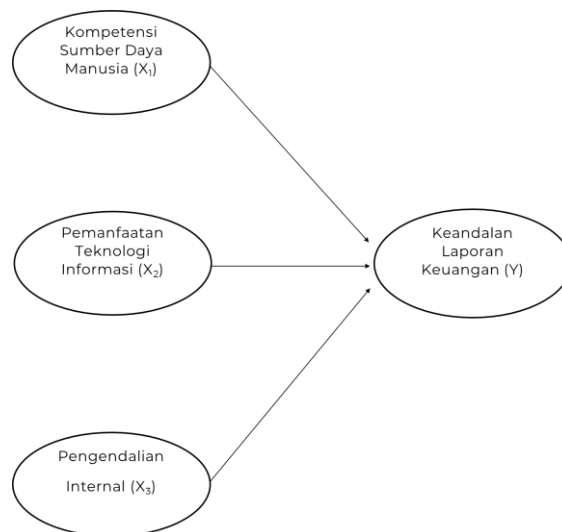 Kompetensi
Sumber Daya
Manusia (X₁)
Pemanfaatan
Teknologi
Informasi (X₂)
Keandalan
Laporan
Keuangan (Y)
Pengendalian
Internal (X₃)